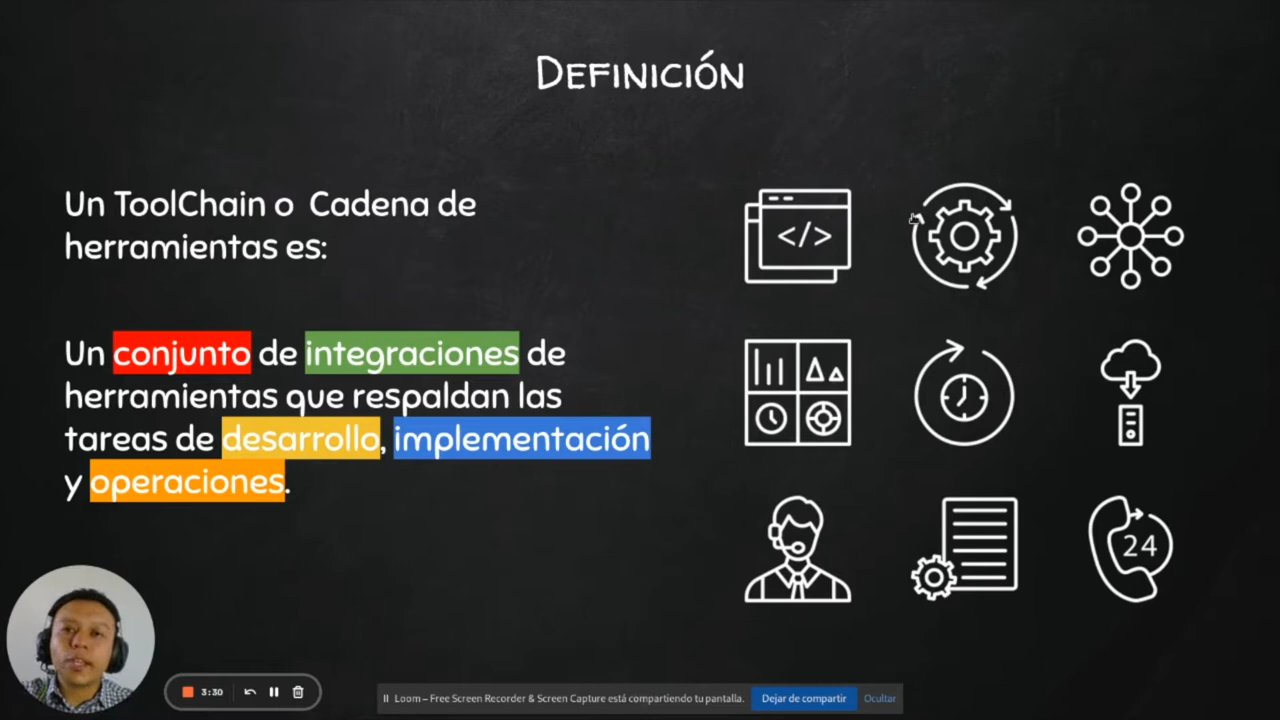 DEFINICIÓN
Un ToolChain o Cadena de
herramientas es:
Un conjunto de integraciones de
herramientas que respaldan las
tareas de desarrollo, implementación
y operaciones.
</>
24
3:30
Loom – Free Screen Recorder & Screen Capture está compartiendo tu pantalla.
Dejar de compartir
Ocultar